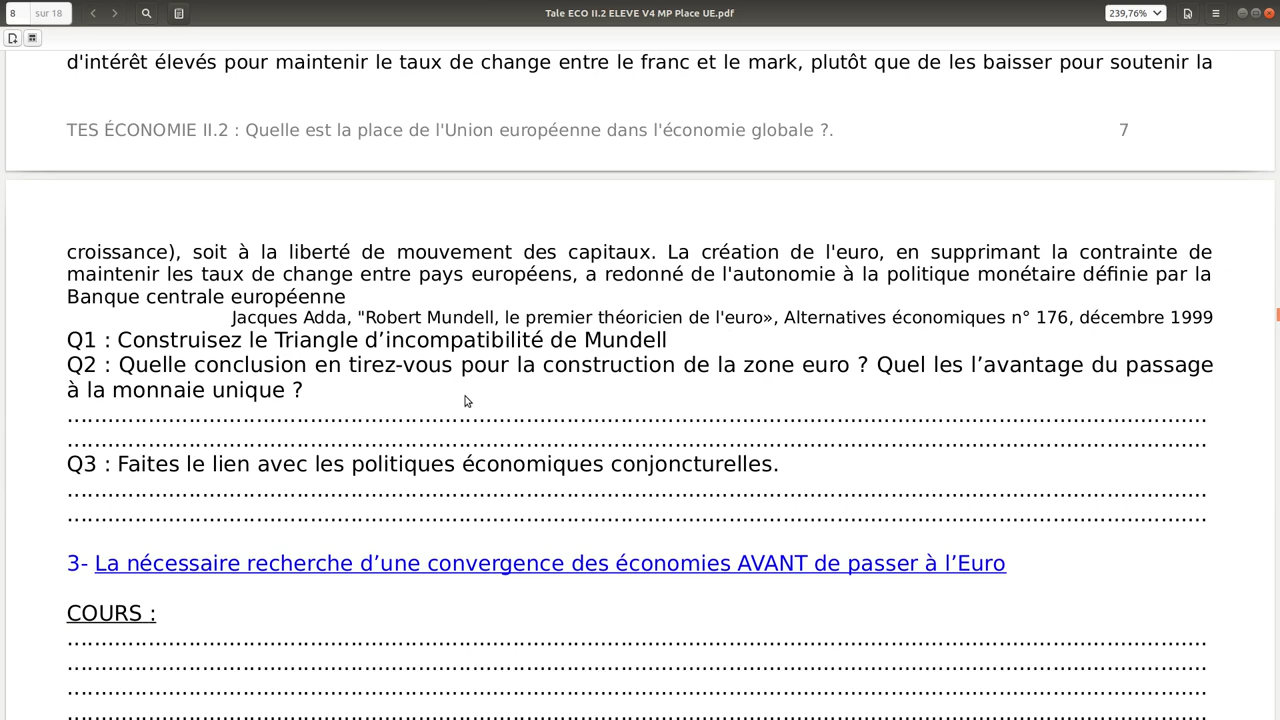 8 sur 18
Tale ECO II.2 ELEVE V4 MP Place UE.pdf
239,76%
d'intérêt élevés pour maintenir le taux de change entre le franc et le mark, plutôt que de les baisser pour soutenir la
TES ÉCONOMIE II.2 : Quelle est la place de l'Union européenne dans l'économie globale ?. 7
croissance), soit à la liberté de mouvement des capitaux. La création de l'euro, en supprimant la contrainte de
maintenir les taux de change entre pays européens, a redonné de l'autonomie à la politique monétaire définie par la
Banque centrale européenne
Jacques Adda, "Robert Mundell, le premier théoricien de l'euro», Alternatives économiques n° 176, décembre 1999
Q1 : Construisez le Triangle d’incompatibilité de Mundell
Q2 : Quelle conclusion en tirez-vous pour la construction de la zone euro ? Quel les l’avantage du passage
à la monnaie unique ?
Q3 : Faites le lien avec les politiques économiques conjoncturelles.
3- La nécessaire recherche d’une convergence des économies AVANT de passer à l’Euro
COURS :